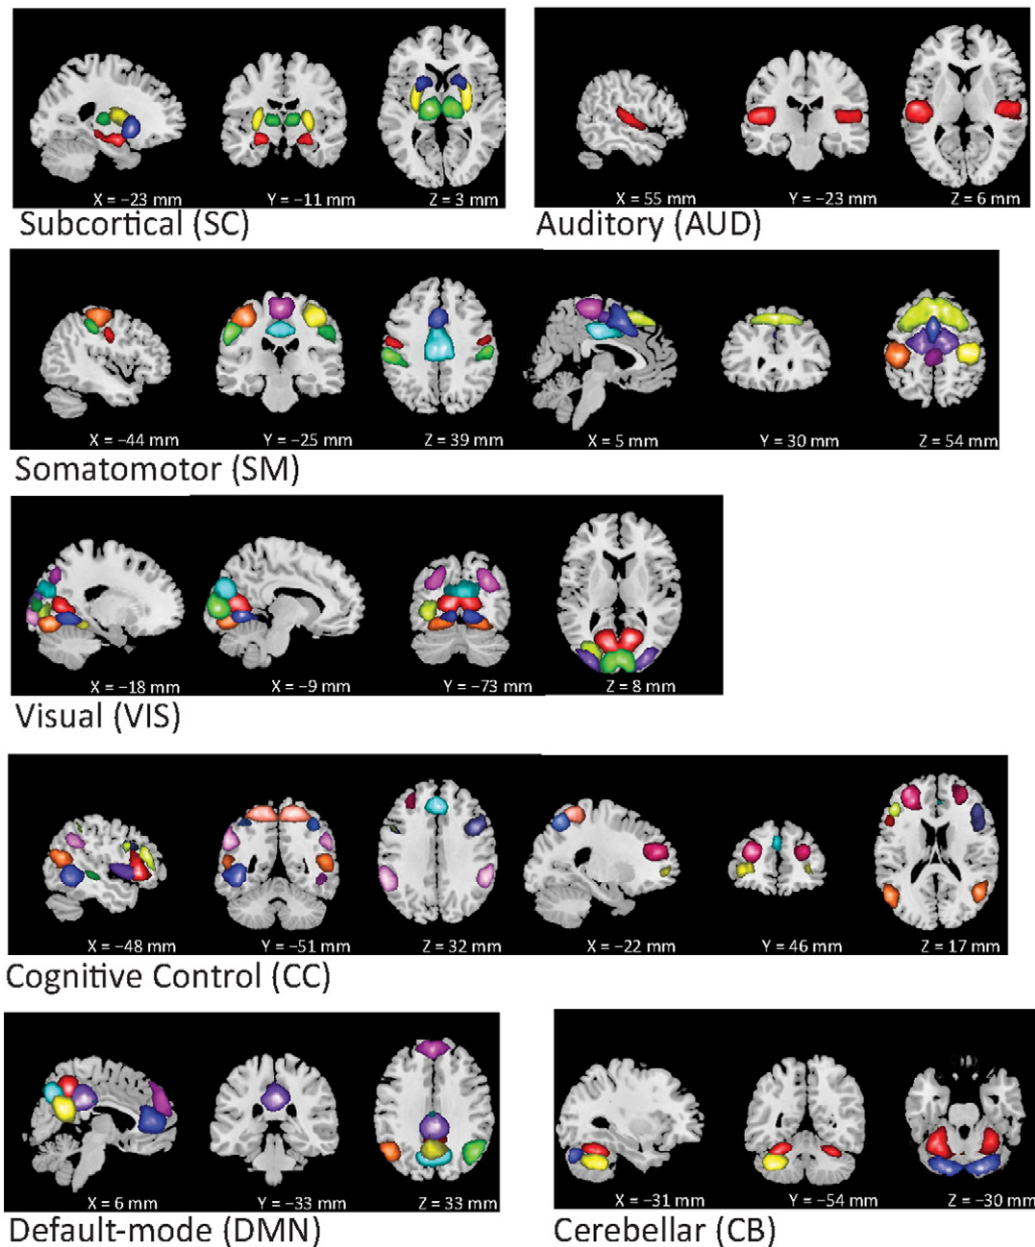 X = −23 mm Y = −11 mm Z = 3 mm
Subcortical (SC)
X = 55 mm Y = −23 mm Z = 6 mm
Auditory (AUD)
X = −44 mm Y = −25 mm Z = 39 mm X = 5 mm Y = 30 mm Z = 54 mm
Somatomotor (SM)
X = −18 mm X = −9 mm Y = −73 mm Z = 8 mm
Visual (VIS)
X = −48 mm Y = −51 mm Z = 32 mm X = −22 mm Y = 46 mm Z = 17 mm
Cognitive Control (CC)
X = 6 mm Y = −33 mm Z = 33 mm
Default-mode (DMN)
X = −31 mm Y = −54 mm Z = −30 mm
Cerebellar (CB)